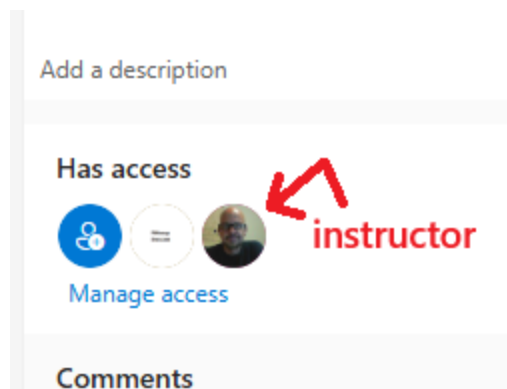 Add a description
Has access
instructor
Manage access
Comments